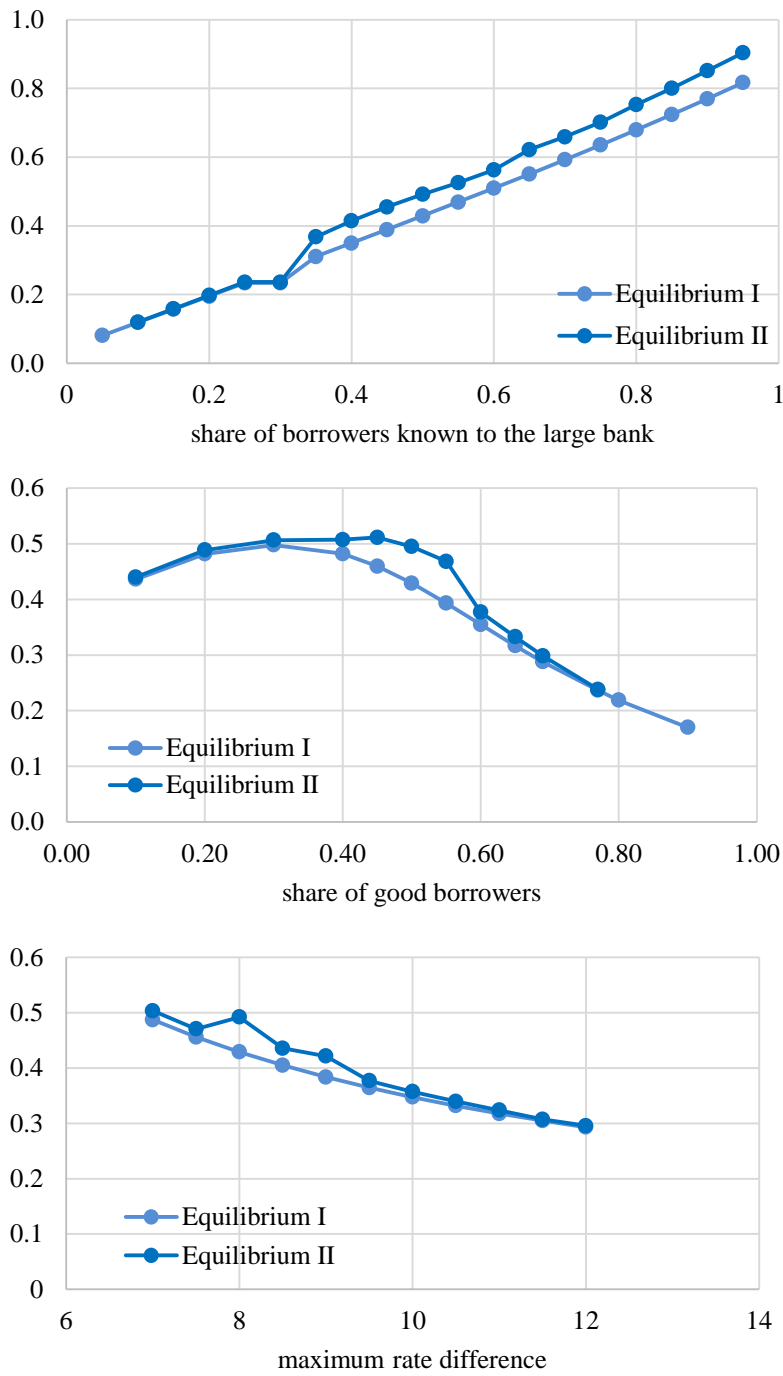 1.0
0.8
0.6
0.4
Equilibrium I
0.2
Equilibrium II
0.0
0 0.2 0.4 0.6 0.8 1
share of borrowers known to the large bank
0.6
0.5
0.4
0.3
0.2
Equilibrium I
0.1
Equilibrium II
0.0
0.00 0.20 0.40 0.60 0.80 1.00
share of good borrowers
0.6
0.5
0.4
0.3
0.2
Equilibrium I
0.1
Equilibrium II
0
6 8 10 12 14
maximum rate difference